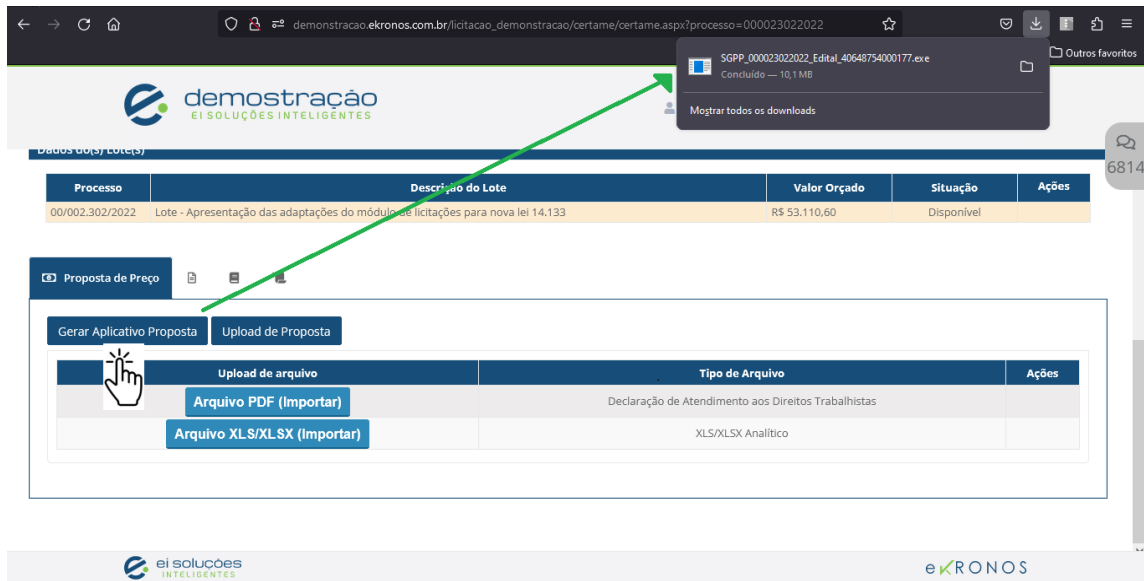 demonstracao.ekronos.com.br/licitacao_demonstracao/certame/certame.aspx?processo=000023022022
Outros favoritos
SGPP_000023022022_Edital_40648754000177.exe
Concluído — 10,1 MB
Mostrar todos os downloads
demostração
EI SOLUÇÕES INTELIGENTES
6814
Dados do(s) Lote(s)
Processo Descrição do Lote Valor Orçado Situação Ações
00/002.302/2022 Lote - Apresentação das adaptações do módulo de licitações para nova lei 14.133 R$ 53.110,60 Disponível
Proposta de Preço
Gerar Aplicativo Proposta Upload de Proposta
Upload de arquivo Tipo de Arquivo Ações
Arquivo PDF (Importar) Declaração de Atendimento aos Direitos Trabalhistas
Arquivo XLS/XLSX (Importar) XLS/XLSX Analítico
ei soluções
INTELIGENTES
eKRONOS